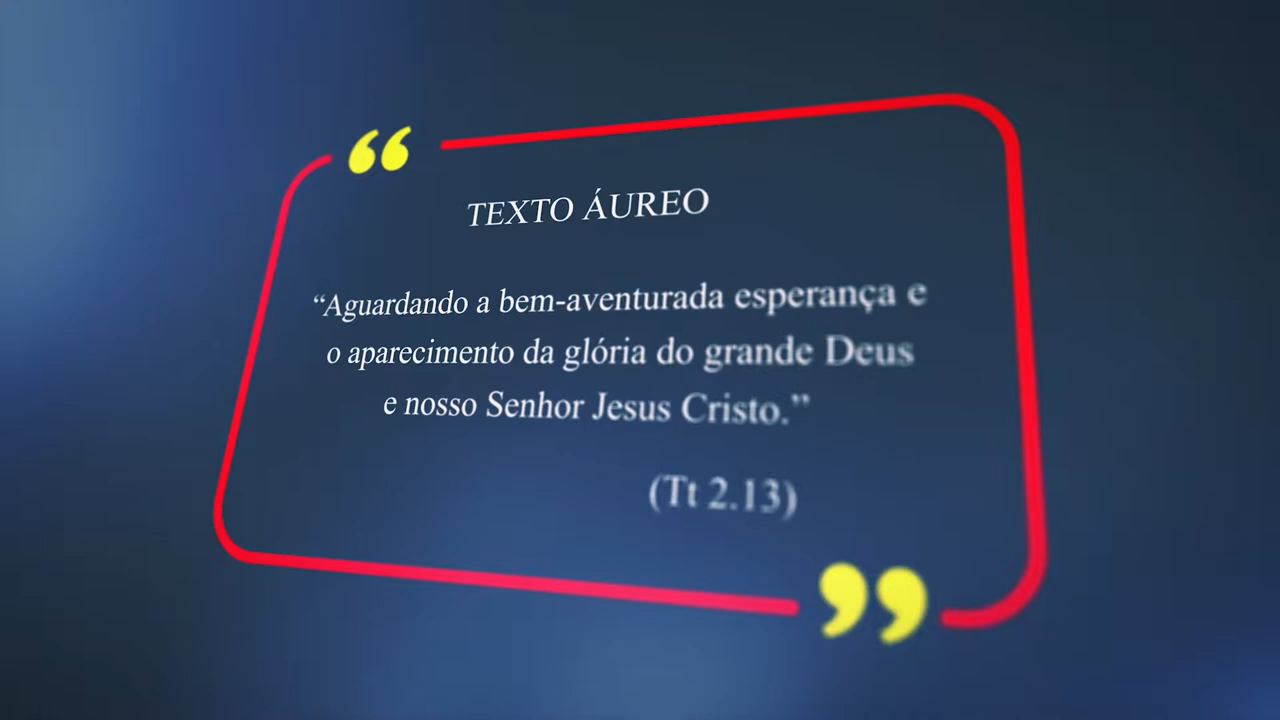 TEXTO ÁUREO
“Aguardando a bem-aventurada esperança e
o aparecimento da glória do grande Deus
e nosso Senhor Jesus Cristo.”
(Tt 2.13)